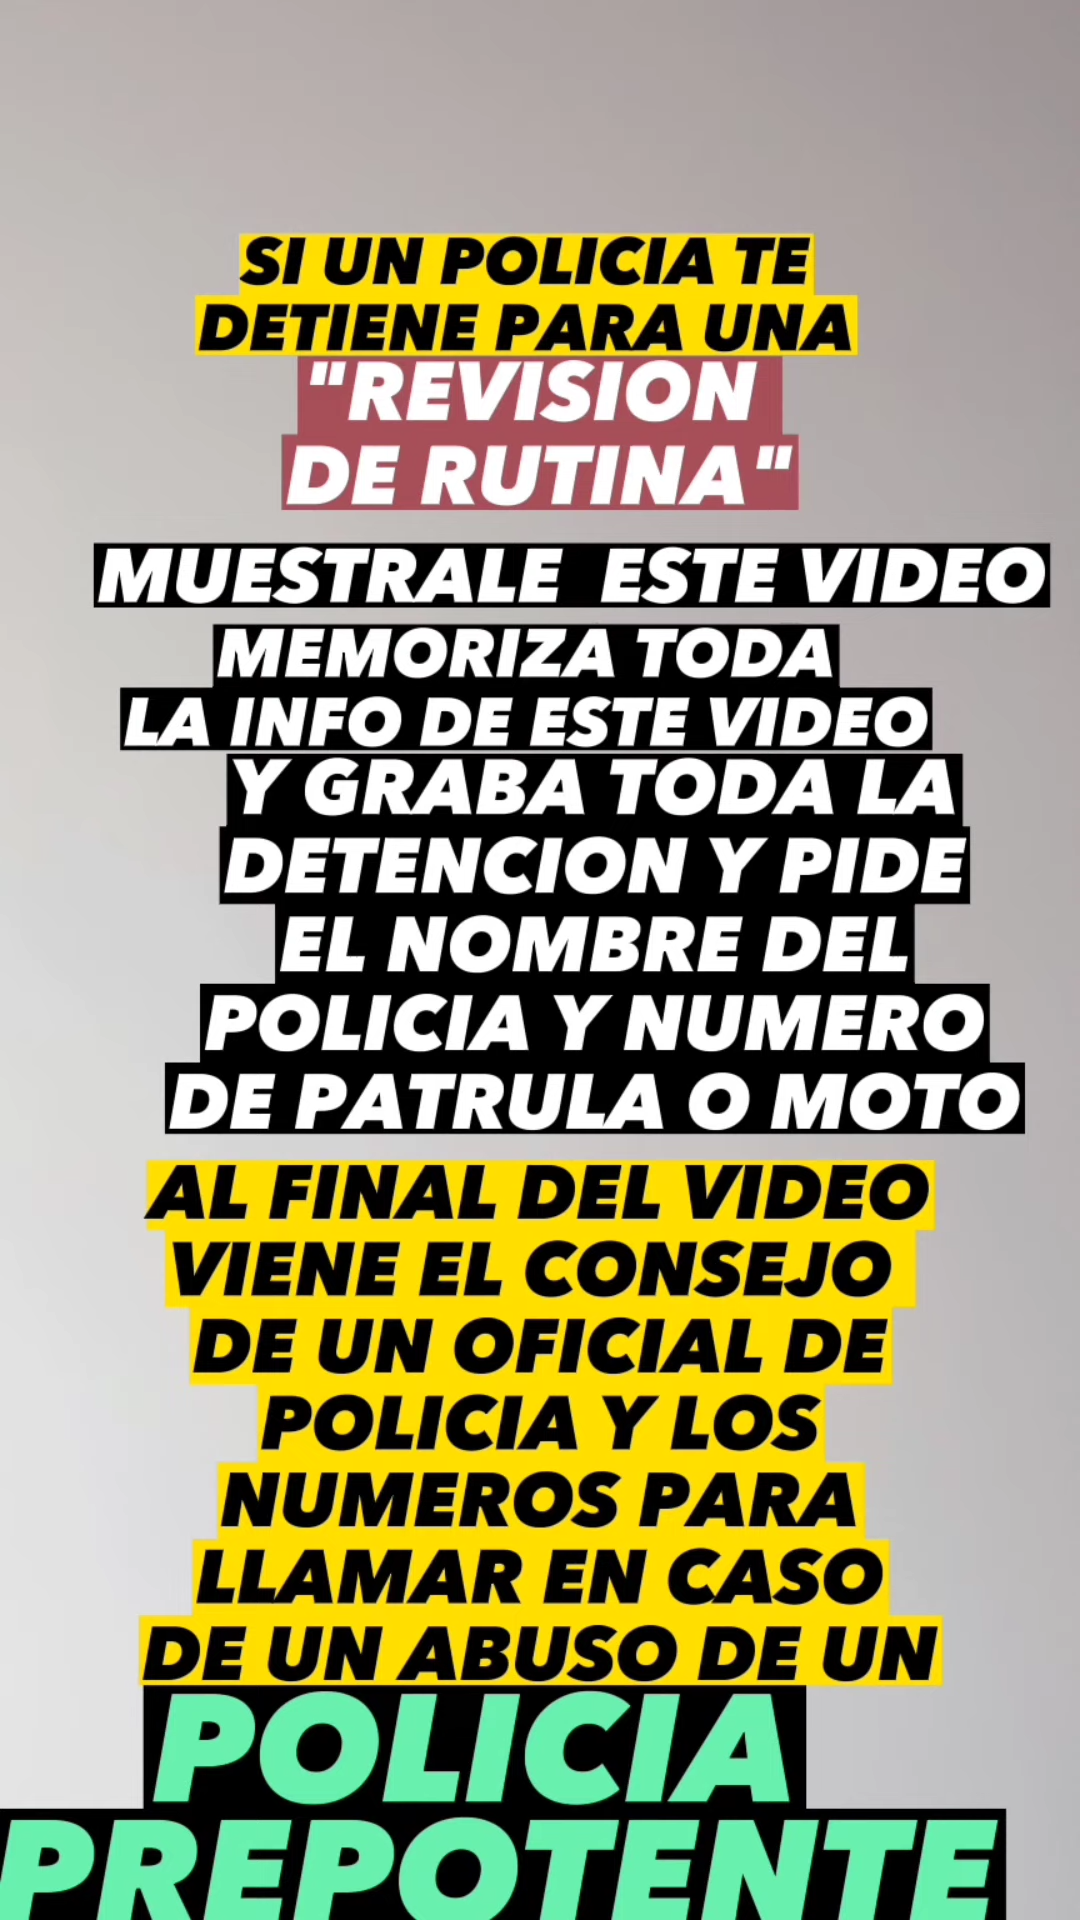 SI UN POLICIA TE
DETIENE PARA UNA
"REVISION
DE RUTINA"
MUESTRALE ESTE VIDEO
MEMORIZA TODA
LA INFO DE ESTE VIDEO
Y GRABA TODA LA
DETENCION Y PIDE
EL NOMBRE DEL
POLICIA Y NUMERO
DE PATRULA O MOTO
AL FINAL DEL VIDEO
VIENE EL CONSEJO
DE UN OFICIAL DE
POLICIA Y LOS
NUMEROS PARA
LLAMAR EN CASO
DE UN ABUSO DE UN
POLICIA
PREPOTENTE